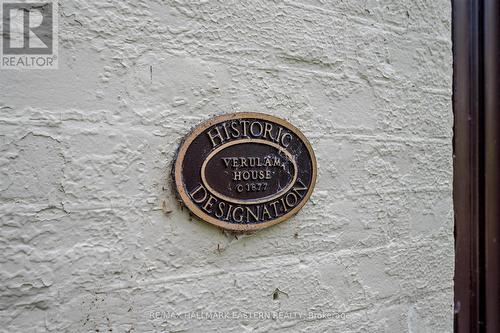 R
REALTOR
HISTORIC
VERULAM
HOUSE
C 1877
DESIGNATION
RE/MAX HALLMARK EASTERN REALTY, Brokerage